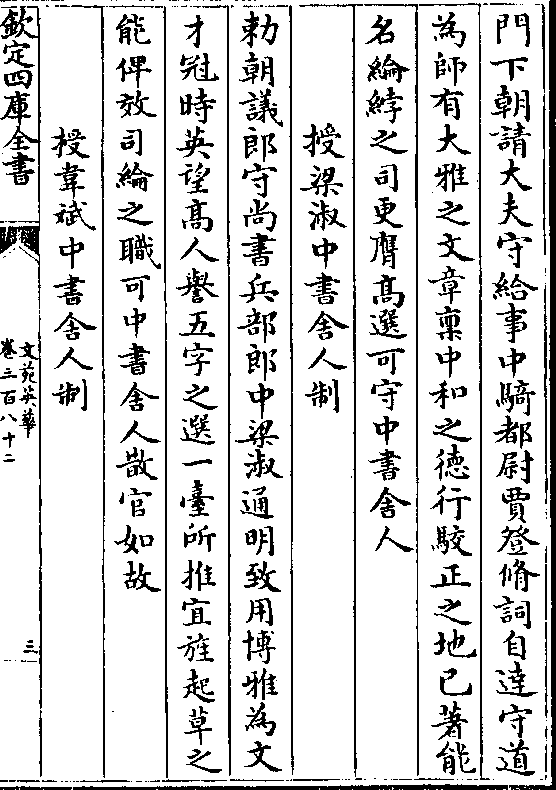 門下朝請大夫守給事中騎都尉賈登脩詞自達守道
為師有大雅之文章稟中和之德行駮正之地已著能
名綸綍之司更膺髙選可守中書舎人
授梁淑中書舎人制
勅朝議郎守尚書兵部郎中梁淑通明致用博雅為文
才冠時英望髙人譽五字之選一臺所推宜旌起草之
能俾效司綸之職可中書舎人散官如故
授韋斌中書舎人制
欽定四庫全書
文苑英華
卷三百八十二
三